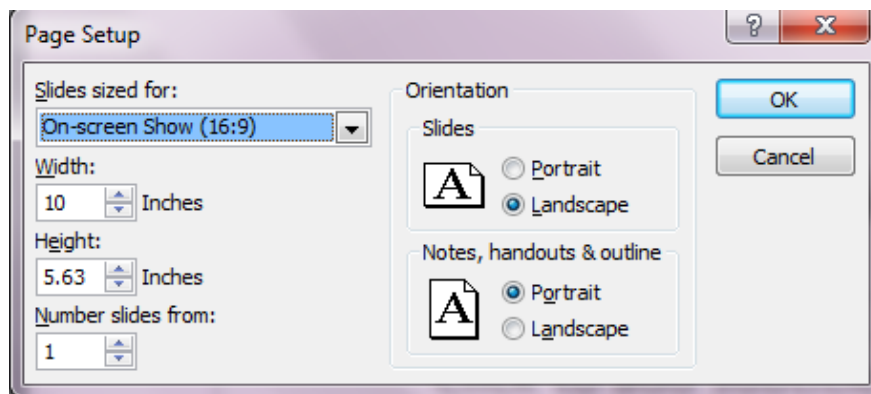 Page Setup
Slides sized for:
On-screen Show (16:9)
Width:
10 Inches
Height:
5.63 Inches
Number slides from:
1
Orientation
Slides
A
Portrait
Landscape
Notes, handouts & outline
A
Portrait
Landscape
?
X
OK
Cancel